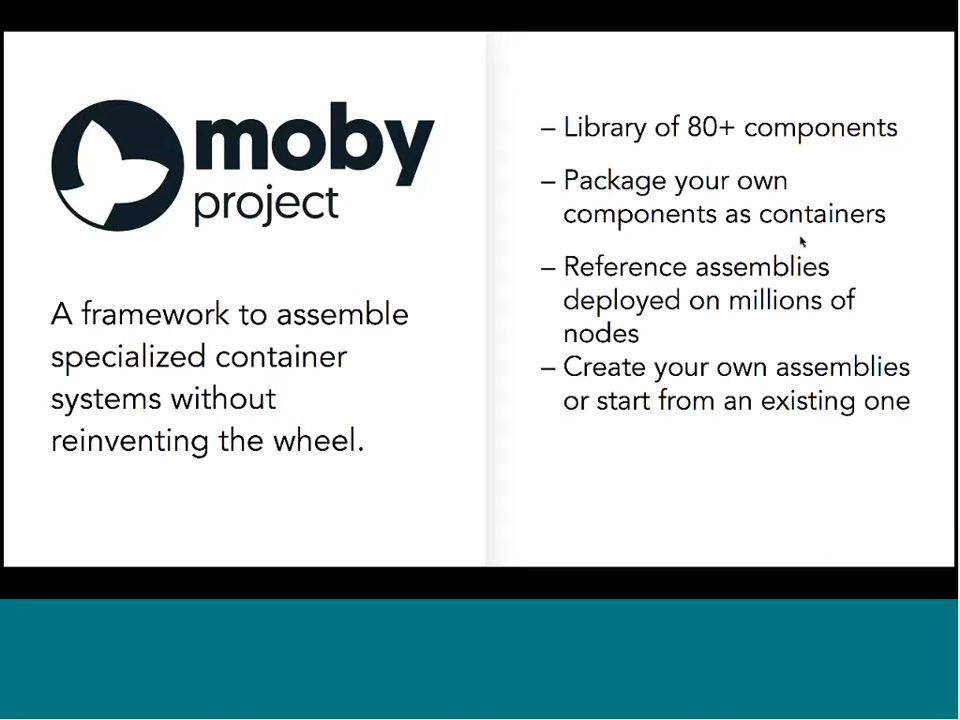 moby
project
A framework to assemble
specialized container
systems without
reinventing the wheel.
– Library of 80+ components
– Package your own
components as containers
– Reference assemblies
deployed on millions of
nodes
– Create your own assemblies
or start from an existing one